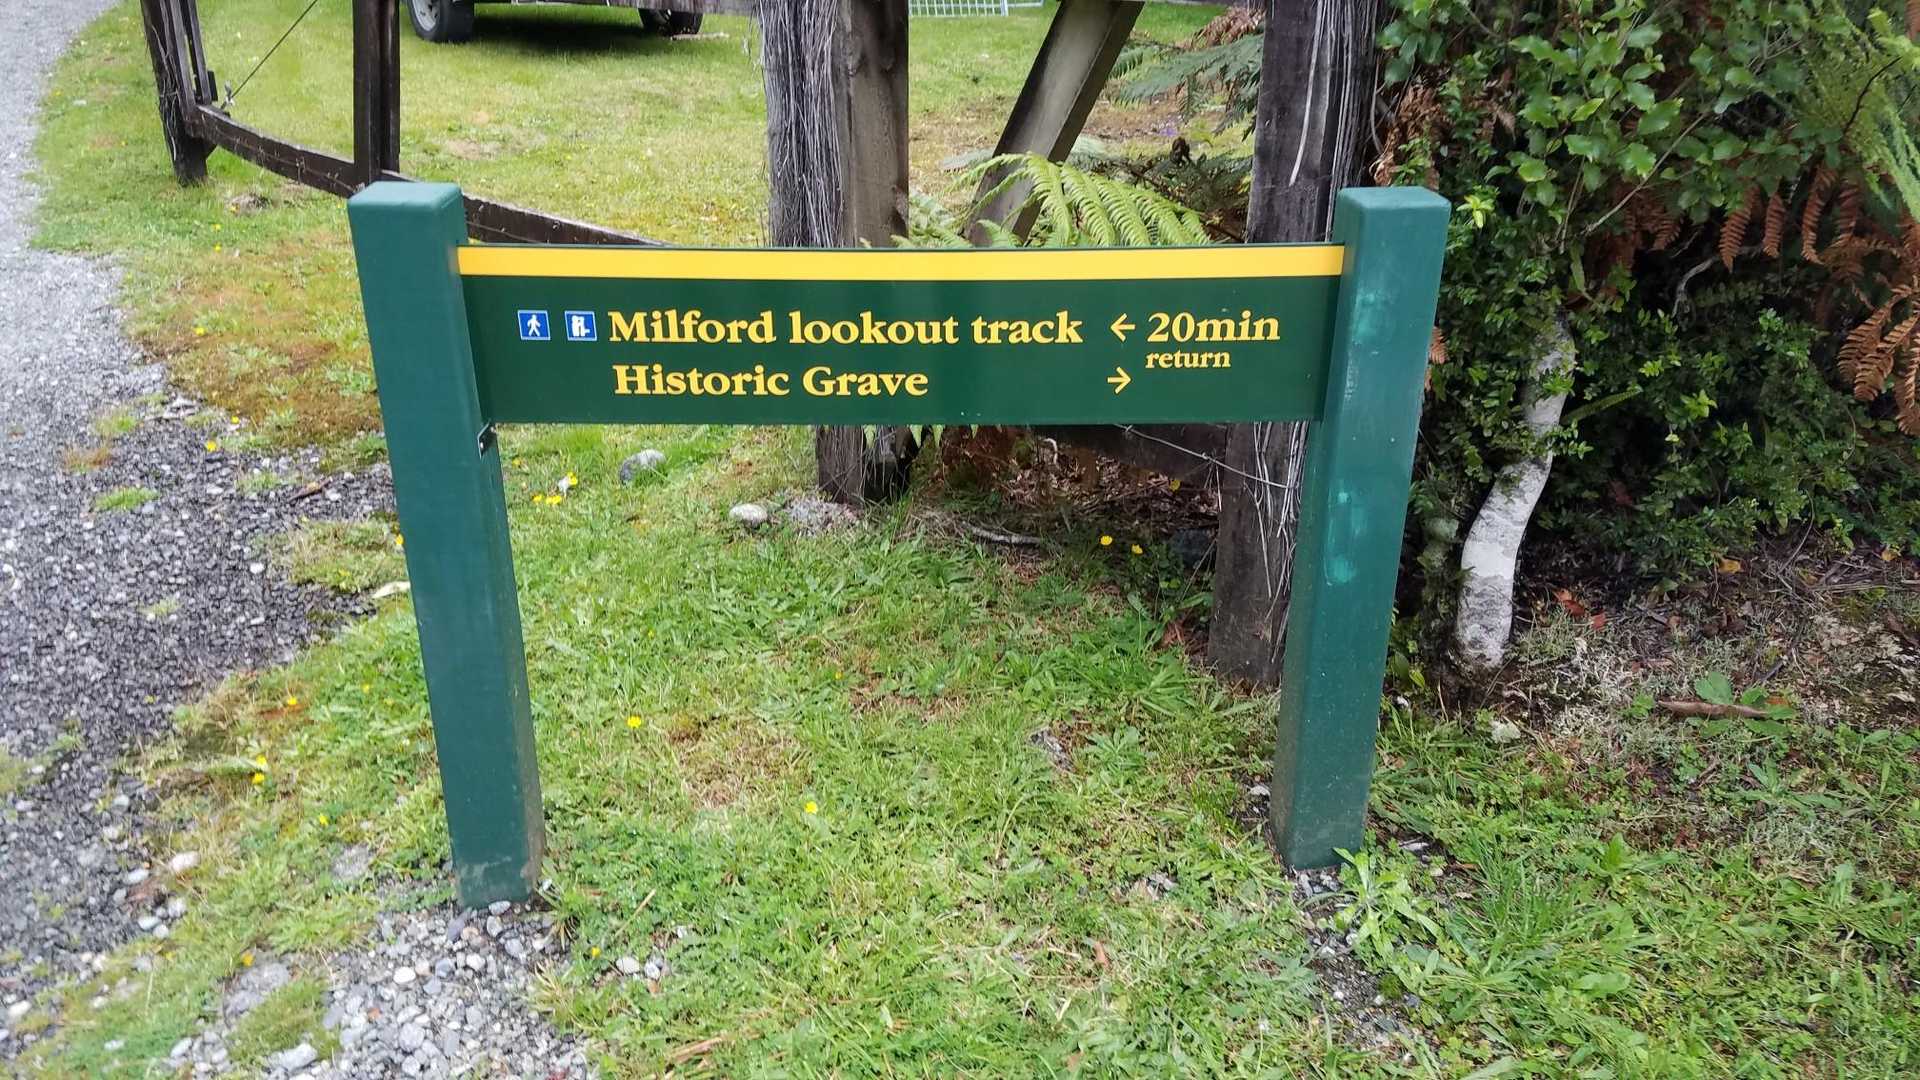 Milford lookout track ← 20min
return
Historic Grave →